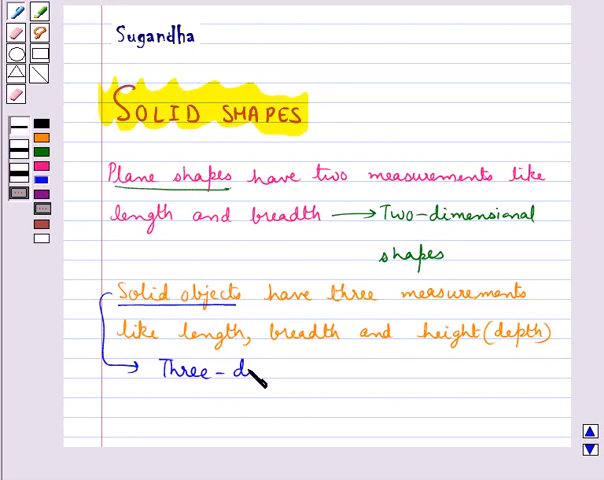 Sugandha
SOLID SHAPES
Plane shapes have two measurements like
length and breadth → Two-dimensional
shapes
Solid objects have three measurements
like length, breadth and height (depth)
→ Three-d